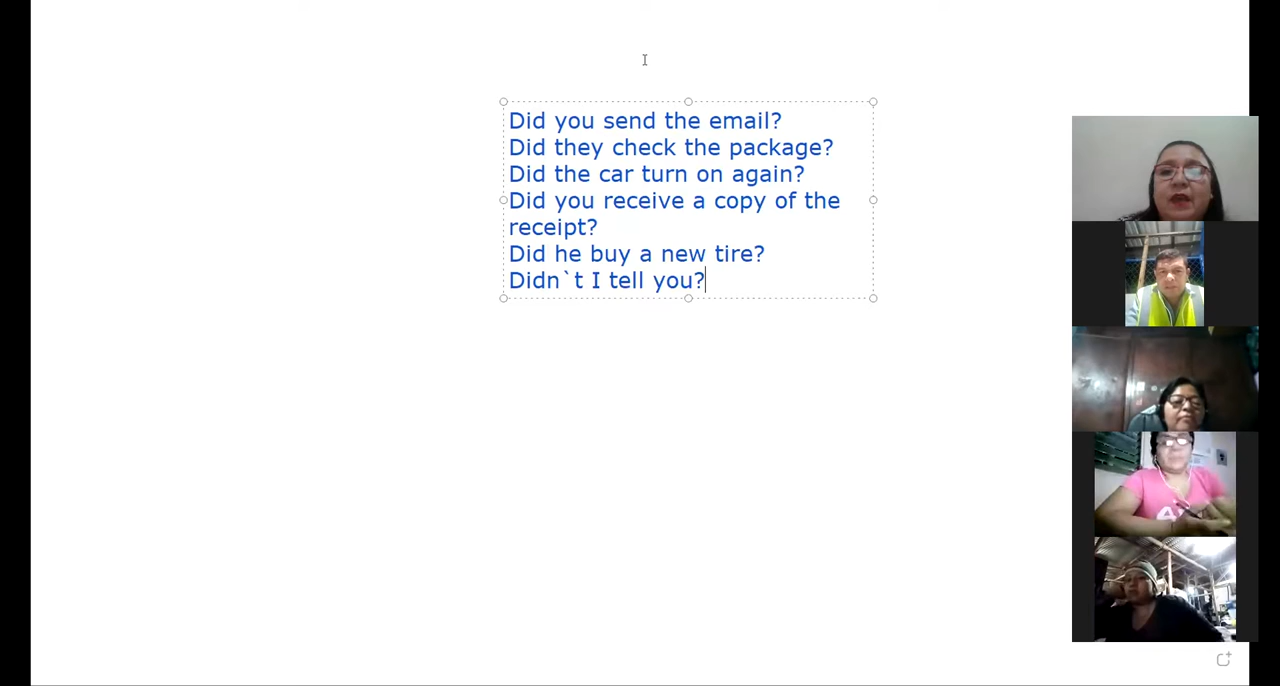 Did you send the email?
Did they check the package?
Did the car turn on again?
Did you receive a copy of the
receipt?
Did he buy a new tire?
Didn`t I tell you?